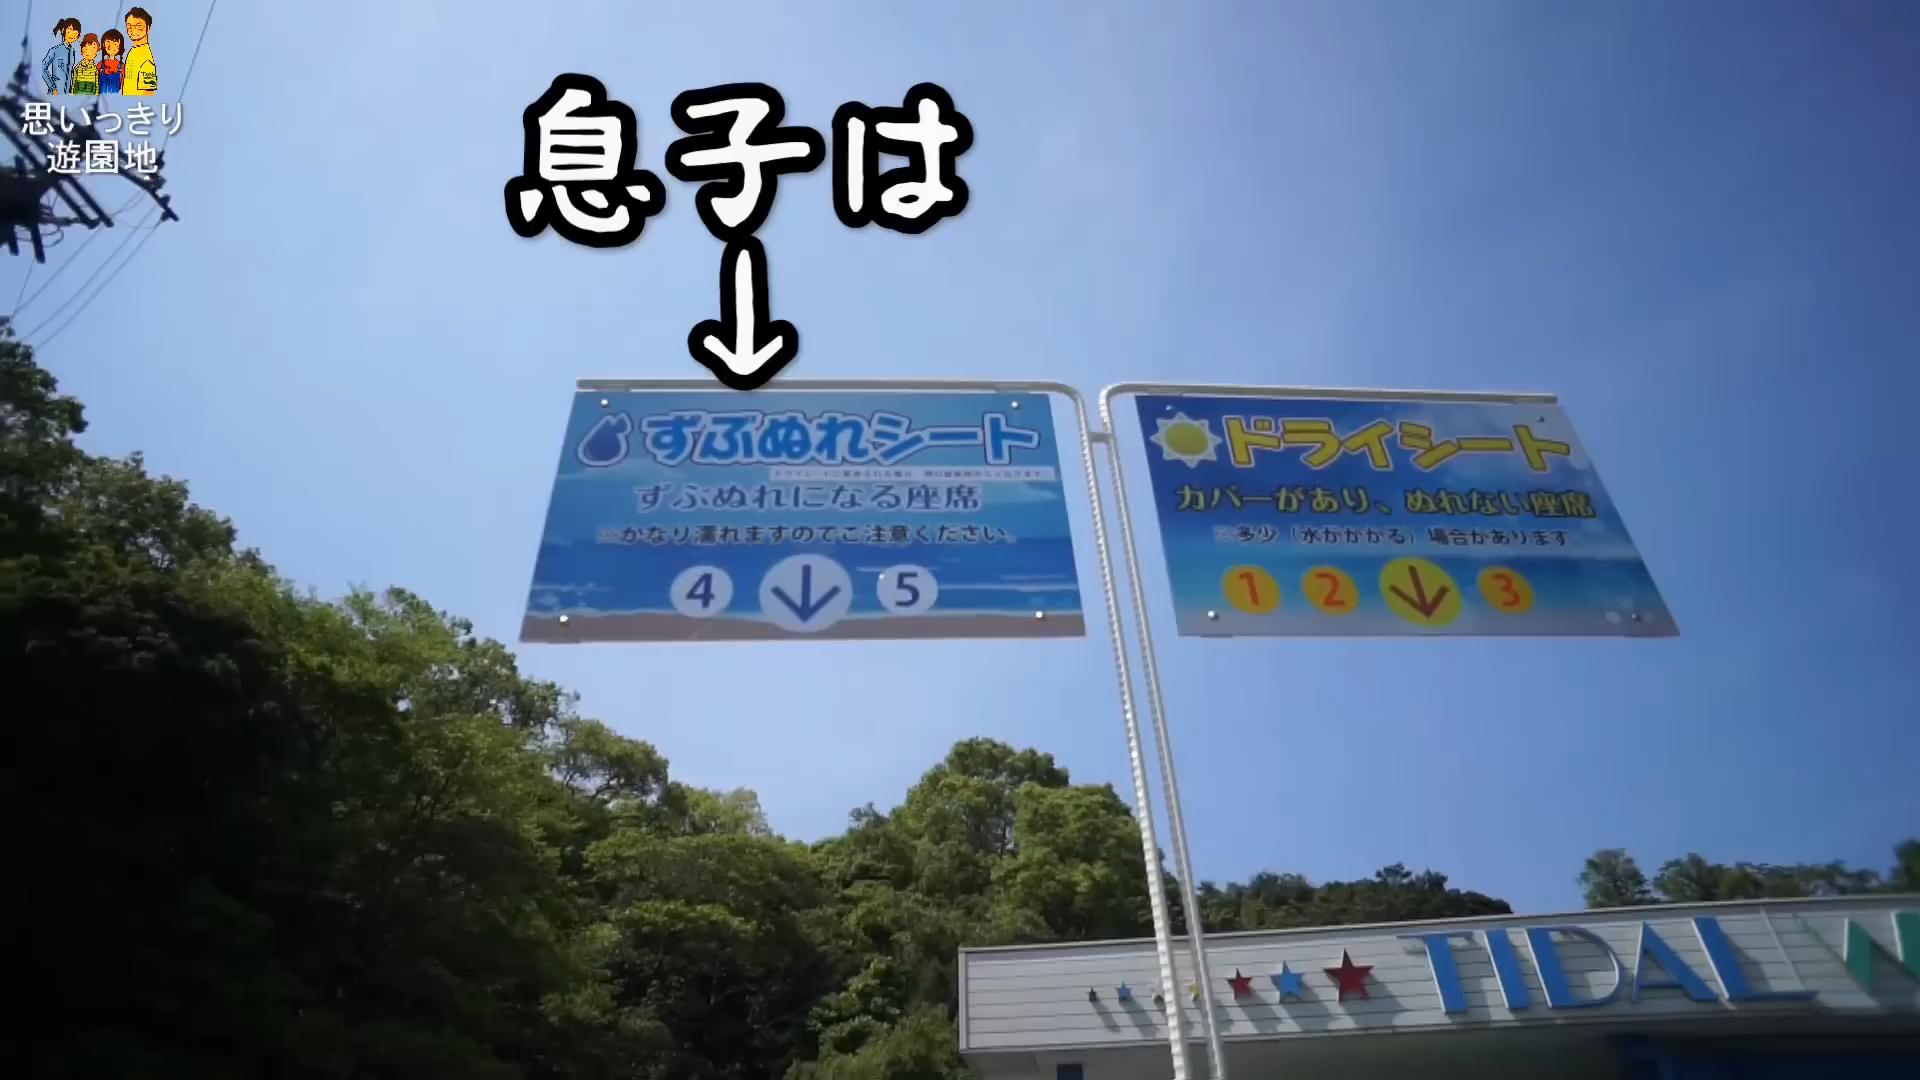 思いっきり
遊園地
息子は
↓
ずぶぬれシート
ずぶぬれになる座席
※かなり濡れますのでご注意ください。
4 ↓ 5
ドライシート
カバーがあり、ぬれない座席
※多少（水がかかる）場合があります
1 2 ↓ 3
TIDAL